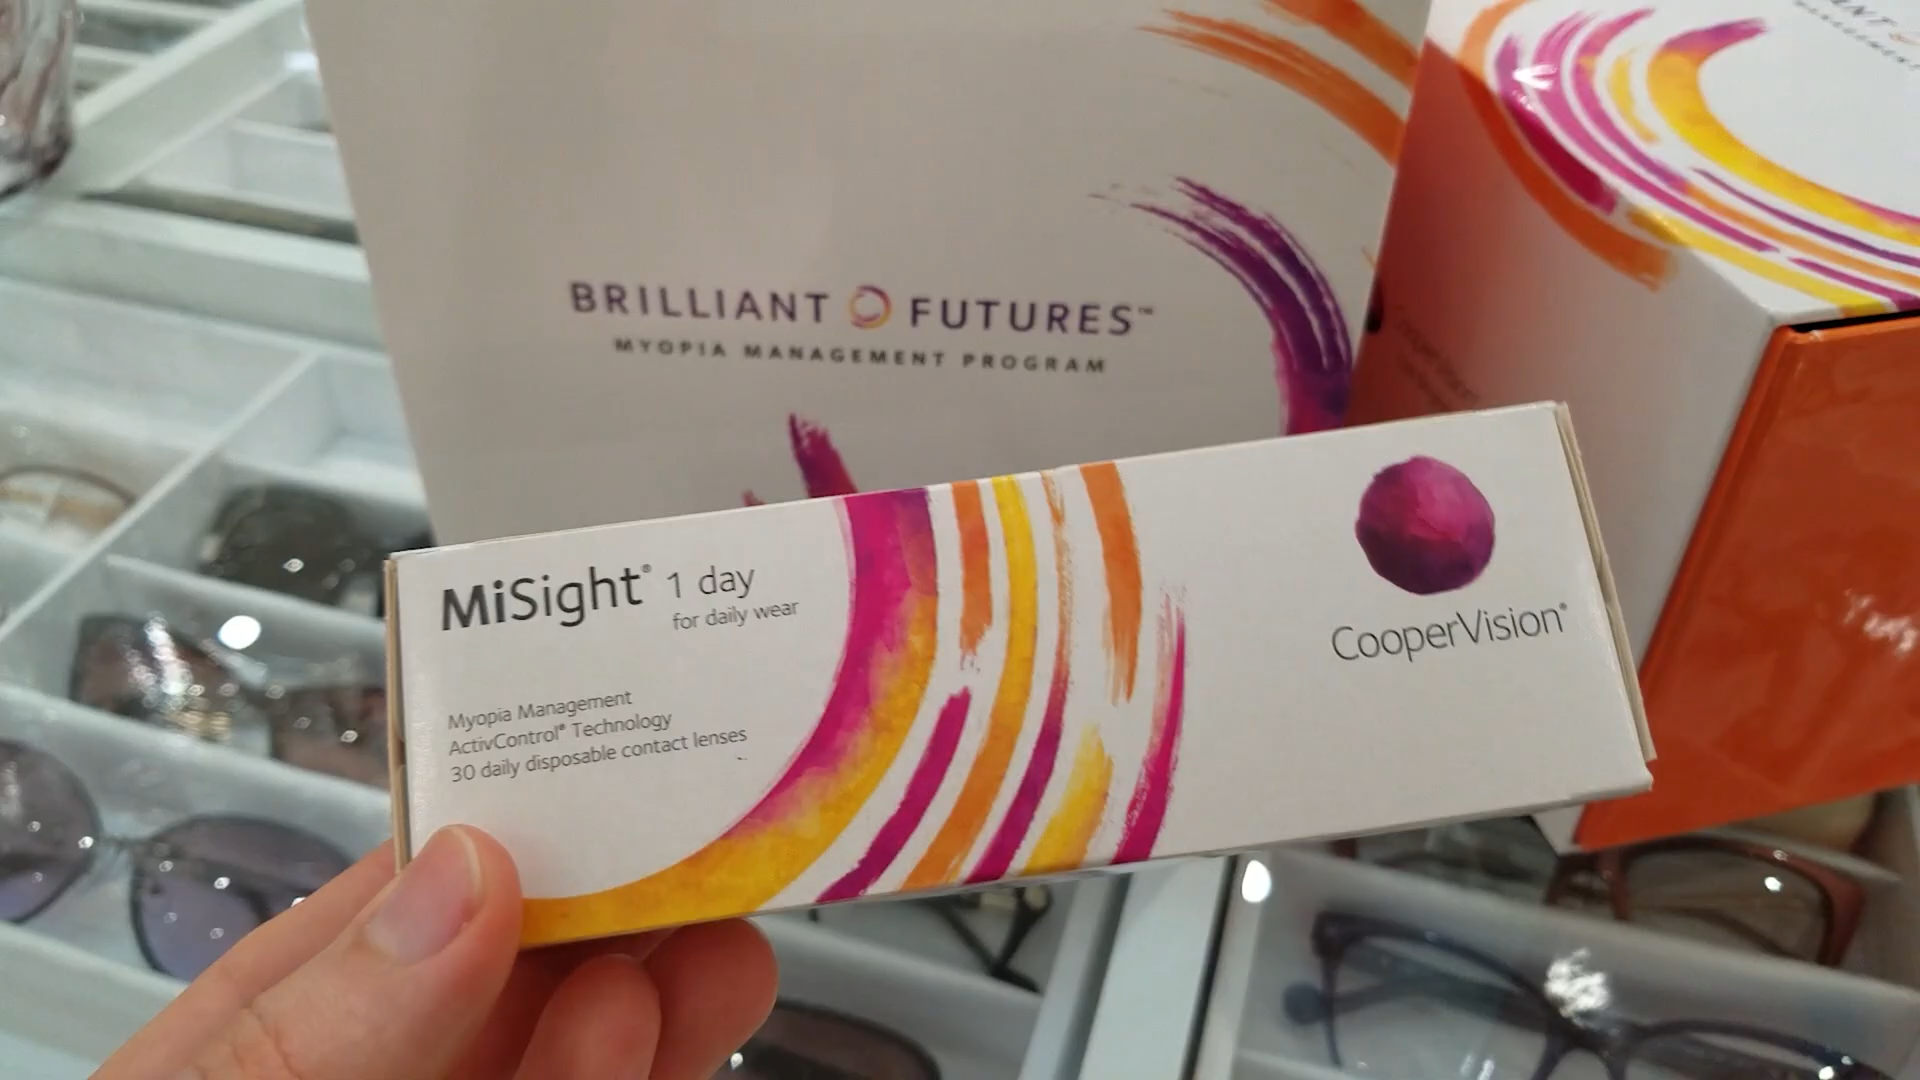 BRILLIANT FUTURES™
MYOPIA MANAGEMENT PROGRAM
MiSight® 1 day
for daily wear
Myopia Management
ActivControl® Technology
30 daily disposable contact lenses
CooperVision®